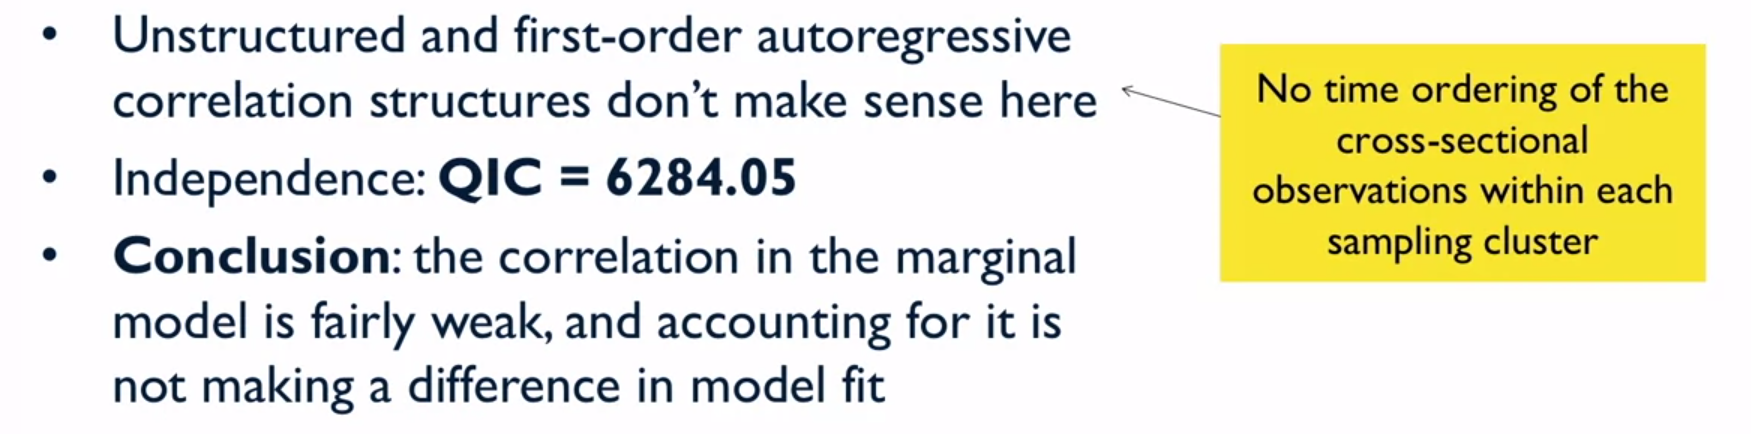 • Unstructured and first-order autoregressive
correlation structures don't make sense here
• Independence: QIC = 6284.05
• Conclusion: the correlation in the marginal
model is fairly weak, and accounting for it is
not making a difference in model fit
No time ordering of the
cross-sectional
observations within each
sampling cluster